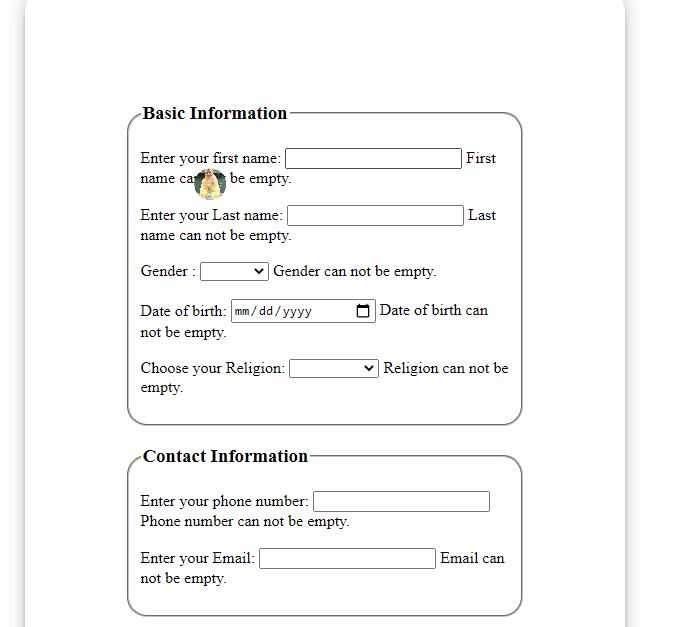 Basic Information
Enter your first name: First
name ca be empty.
Enter your Last name: Last
name can not be empty.
Gender : Gender can not be empty.
Date of birth: mm/dd/yyyy Date of birth can
not be empty.
Choose your Religion: Religion can not be
empty.
Contact Information
Enter your phone number:
Phone number can not be empty.
Enter your Email: Email can
not be empty.